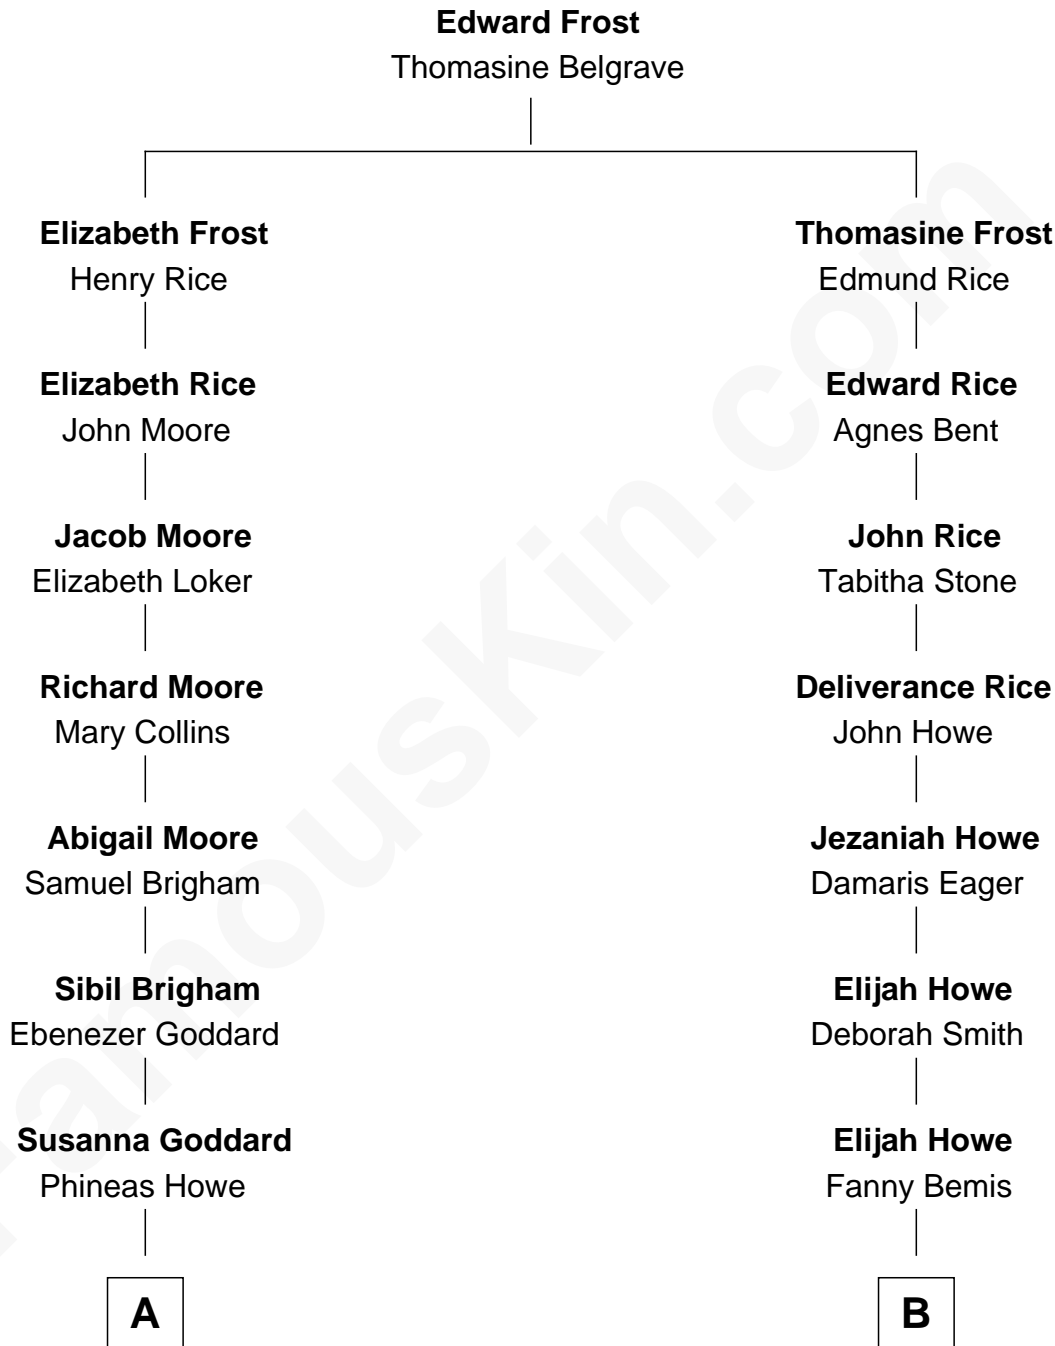 Edward Frost
Thomasine Belgrave
Elizabeth Frost
Henry Rice
Thomasine Frost
Edmund Rice
Elizabeth Rice
John Moore
Edward Rice
Agnes Bent
Jacob Moore
Elizabeth Loker
John Rice
Tabitha Stone
Richard Moore
Mary Collins
Deliverance Rice
John Howe
Abigail Moore
Samuel Brigham
Jezaniah Howe
Damaris Eager
Sibil Brigham
Ebenezer Goddard
Elijah Howe
Deborah Smith
Susanna Goddard
Phineas Howe
Elijah Howe
Fanny Bemis
A
B
FamousKin.com